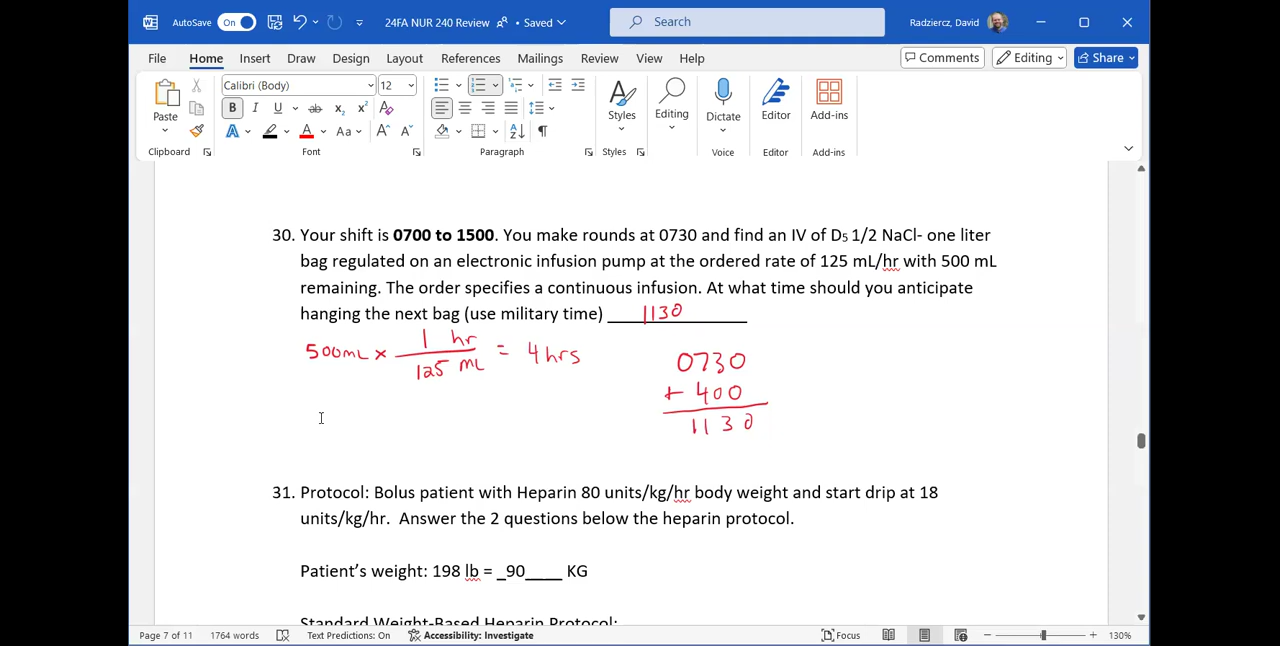 AutoSave On 24FA NUR 240 Review • Saved Search Radziercz, David
File Home Insert Draw Design Layout References Mailings Review View Help Comments Editing Share
Paste Calibri (Body) 12 Styles Editing Dictate Editor Add-ins
B I U ab x₂ x² A
A A Aa A A
Clipboard Font Paragraph Styles Voice Editor Add-ins
30. Your shift is 0700 to 1500. You make rounds at 0730 and find an IV of D₅ 1/2 NaCl- one liter
bag regulated on an electronic infusion pump at the ordered rate of 125 mL/hr with 500 mL
remaining. The order specifies a continuous infusion. At what time should you anticipate
hanging the next bag (use military time) 1130
500mL × 1 hr / 125 mL = 4 hrs
0730
+ 400
1130
31. Protocol: Bolus patient with Heparin 80 units/kg/hr body weight and start drip at 18
units/kg/hr. Answer the 2 questions below the heparin protocol.
Patient's weight: 198 lb = _90____ KG
Standard Weight-Based Heparin Protocol:
Page 7 of 11 1764 words Text Predictions: On Accessibility: Investigate Focus 130%